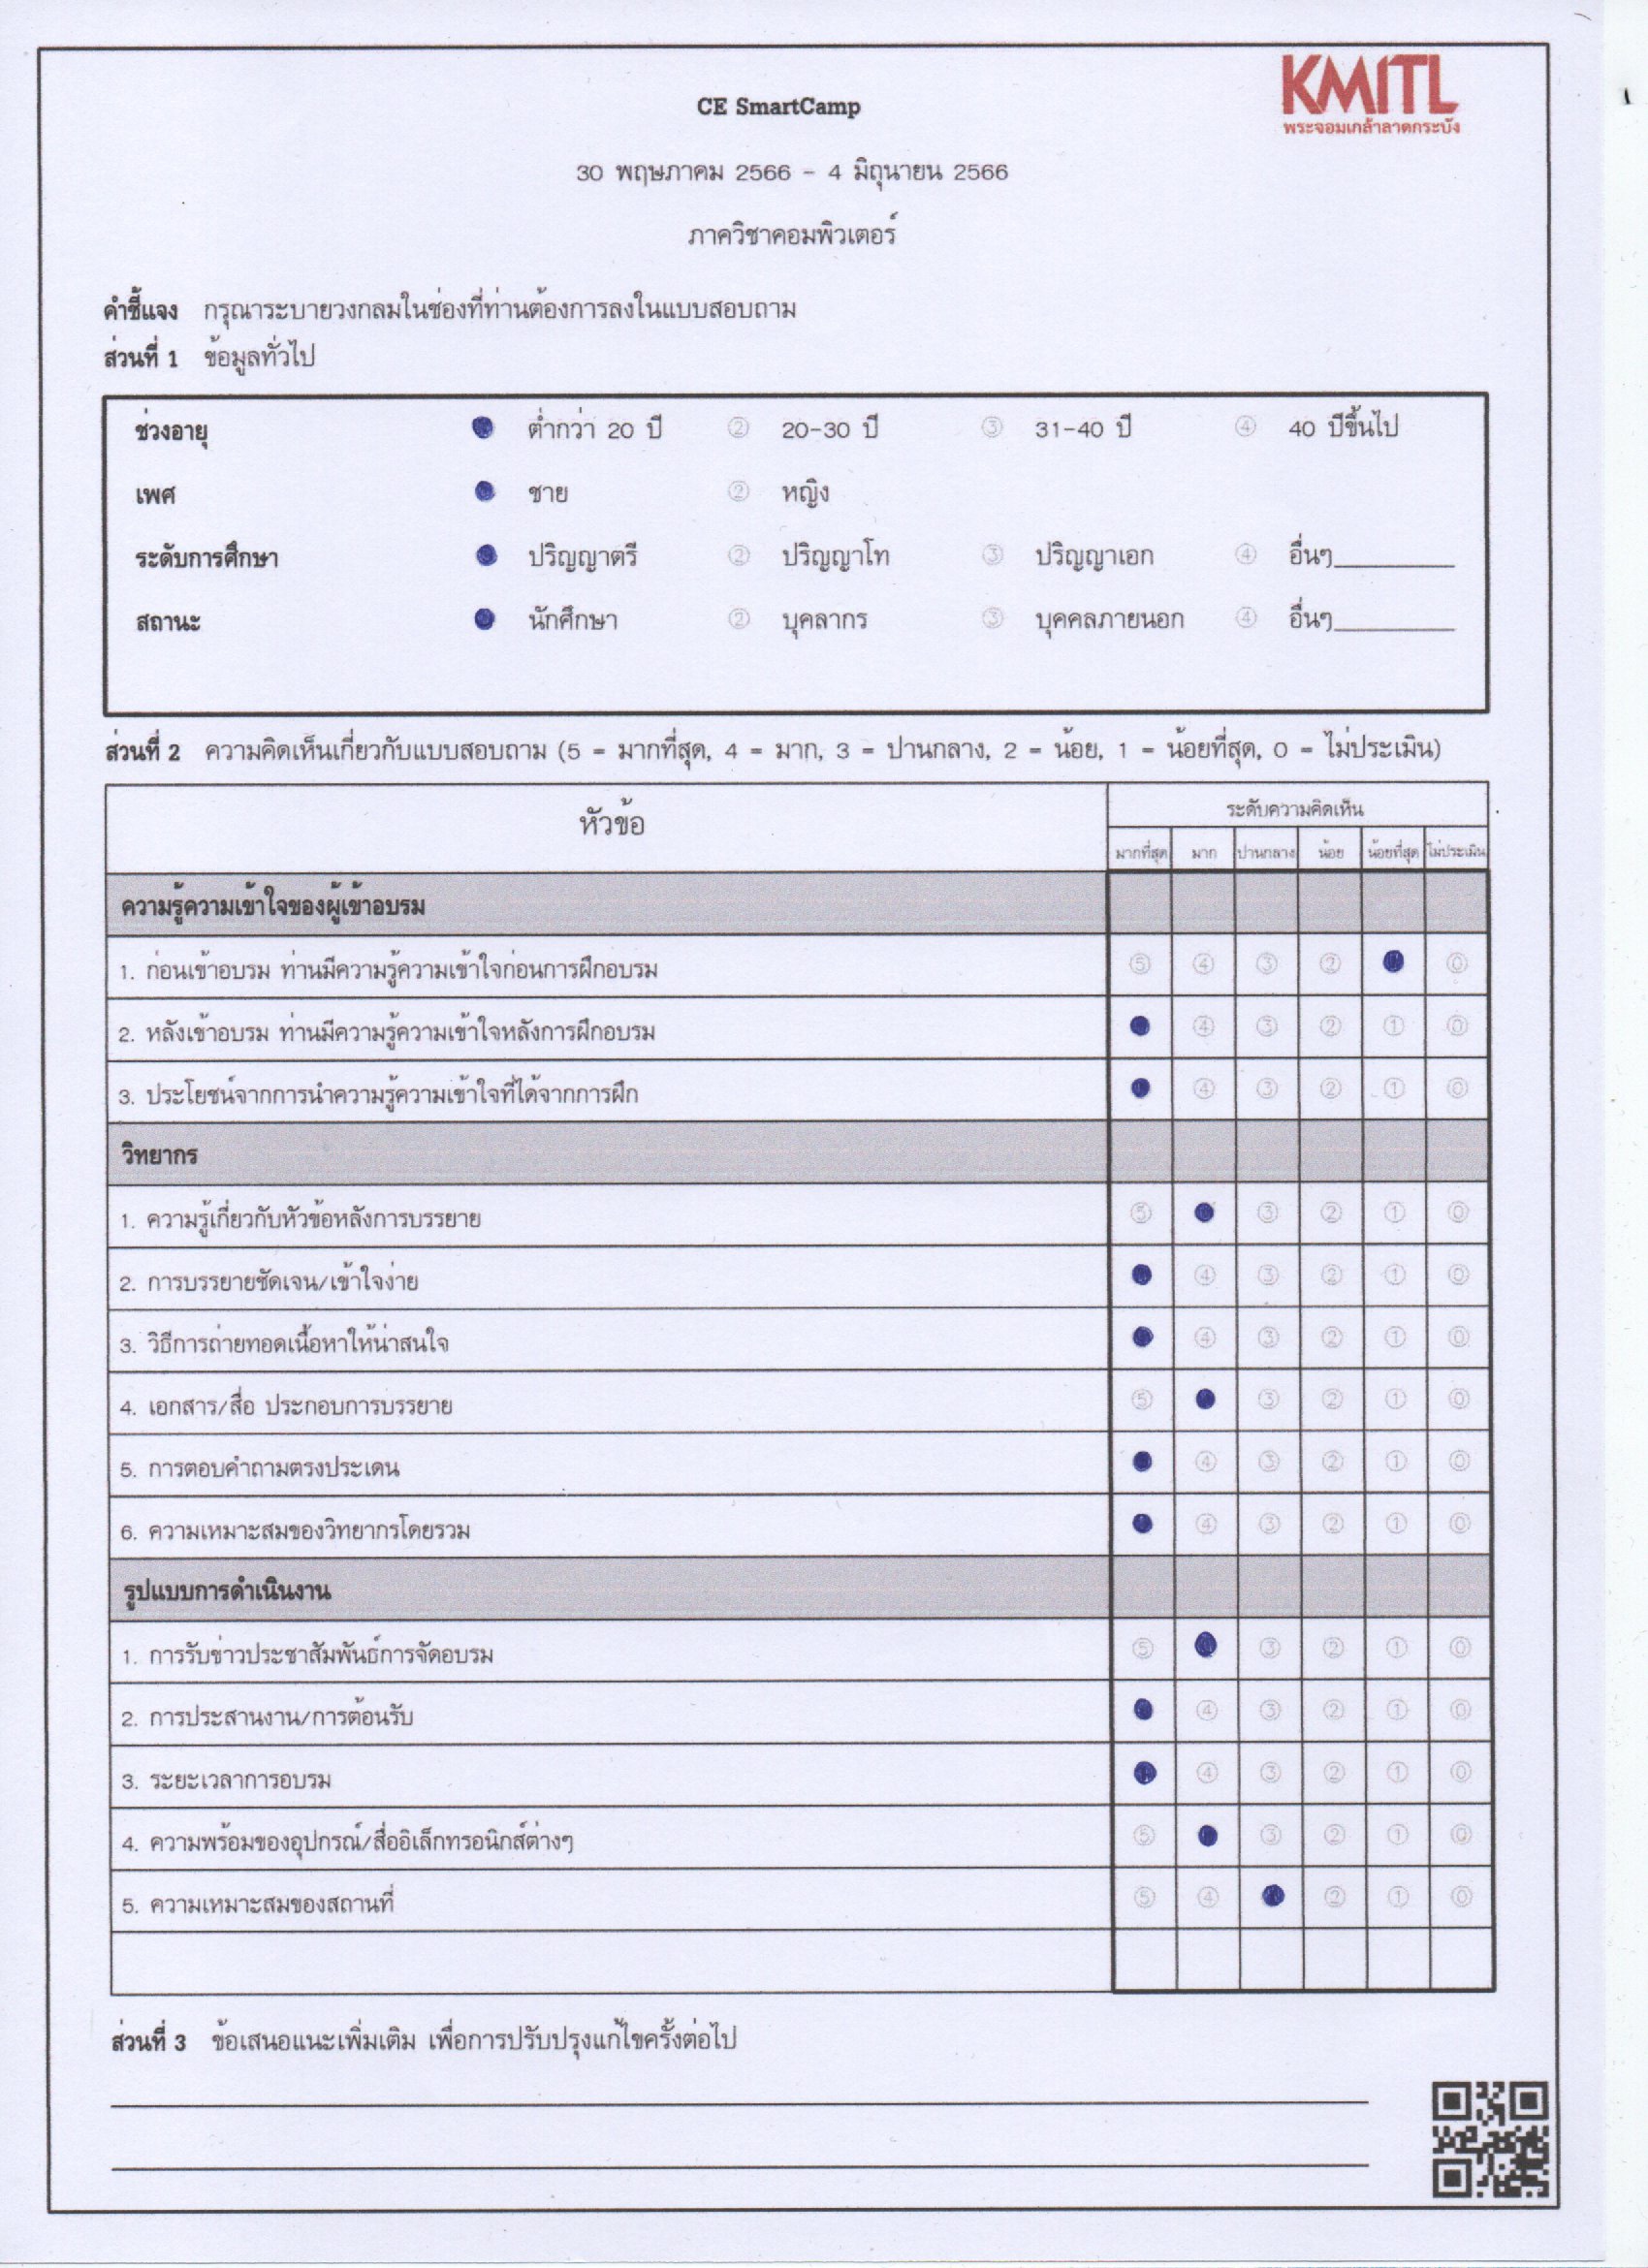 KMITL
พระจอมเกล้าลาดกระบัง
CE SmartCamp
30 พฤษภาคม 2566 - 4 มิถุนายน 2566
ภาควิชาคอมพิวเตอร์
คำชี้แจง กรุณาระบายวงกลมในช่องที่ท่านต้องการลงในแบบสอบถาม
ส่วนที่ 1 ข้อมูลทั่วไป
ช่วงอายุ ต่ำกว่า 20 ปี ② 20-30 ปี ③ 31-40 ปี ④ 40 ปีขึ้นไป
เพศ ชาย ② หญิง
ระดับการศึกษา ปริญญาตรี ② ปริญญาโท ③ ปริญญาเอก ④ อื่นๆ
สถานะ นักศึกษา ② บุคลากร ③ บุคคลภายนอก ④ อื่นๆ
ส่วนที่ 2 ความคิดเห็นเกี่ยวกับแบบสอบถาม (5 = มากที่สุด, 4 = มาก, 3 = ปานกลาง, 2 = น้อย, 1 = น้อยที่สุด, 0 = ไม่ประเมิน)
หัวข้อ ระดับความคิดเห็น
มากที่สุด มาก ปานกลาง น้อย น้อยที่สุด ไม่ประเมิน
ความรู้ความเข้าใจของผู้เข้าอบรม
1. ก่อนเข้าอบรม ท่านมีความรู้ความเข้าใจก่อนการฝึกอบรม ⑤ ④ ③ ② ⓪
2. หลังเข้าอบรม ท่านมีความรู้ความเข้าใจหลังการฝึกอบรม ④ ③ ② ① ⓪
3. ประโยชน์จากการนำความรู้ความเข้าใจที่ได้จากการฝึก ④ ③ ② ① ⓪
วิทยากร
1. ความรู้เกี่ยวกับหัวข้อหลังการบรรยาย ⑤ ③ ② ① ⓪
2. การบรรยายชัดเจน/เข้าใจง่าย ④ ③ ② ① ⓪
3. วิธีการถ่ายทอดเนื้อหาให้น่าสนใจ ④ ③ ② ① ⓪
4. เอกสาร/สื่อ ประกอบการบรรยาย ⑤ ③ ② ① ⓪
5. การตอบคำถามตรงประเดน ④ ③ ② ① ⓪
6. ความเหมาะสมของวิทยากรโดยรวม ④ ③ ② ① ⓪
รูปแบบการดำเนินงาน
1. การรับข่าวประชาสัมพันธ์การจัดอบรม ⑤ ③ ② ① ⓪
2. การประสานงาน/การต้อนรับ ④ ③ ② ① ⓪
3. ระยะเวลาการอบรม ④ ③ ② ① ⓪
4. ความพร้อมของอุปกรณ์/สื่ออิเล็กทรอนิกส์ต่างๆ ⑤ ③ ② ① ⓪
5. ความเหมาะสมของสถานที่ ⑤ ④ ② ① ⓪
ส่วนที่ 3 ข้อเสนอแนะเพิ่มเติม เพื่อการปรับปรุงแก้ไขครั้งต่อไป